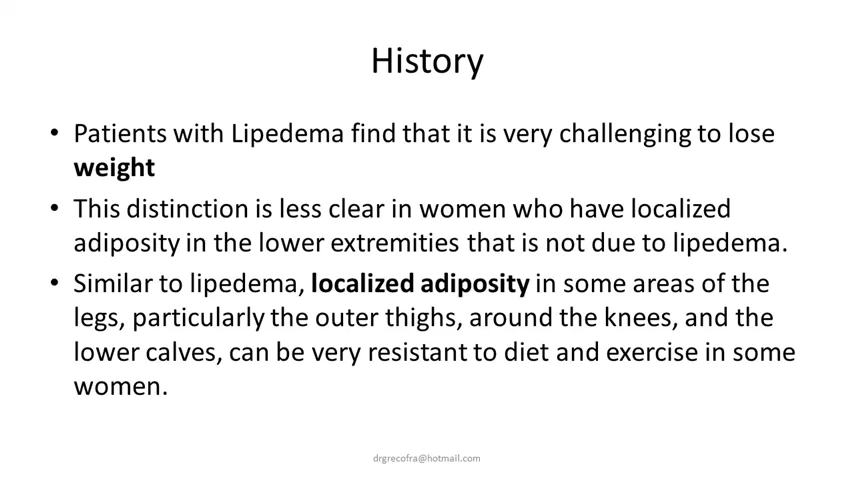 History
• Patients with Lipedema find that it is very challenging to lose
weight
• This distinction is less clear in women who have localized
adiposity in the lower extremities that is not due to lipedema.
• Similar to lipedema, localized adiposity in some areas of the
legs, particularly the outer thighs, around the knees, and the
lower calves, can be very resistant to diet and exercise in some
women.
drgrecofra@hotmail.com